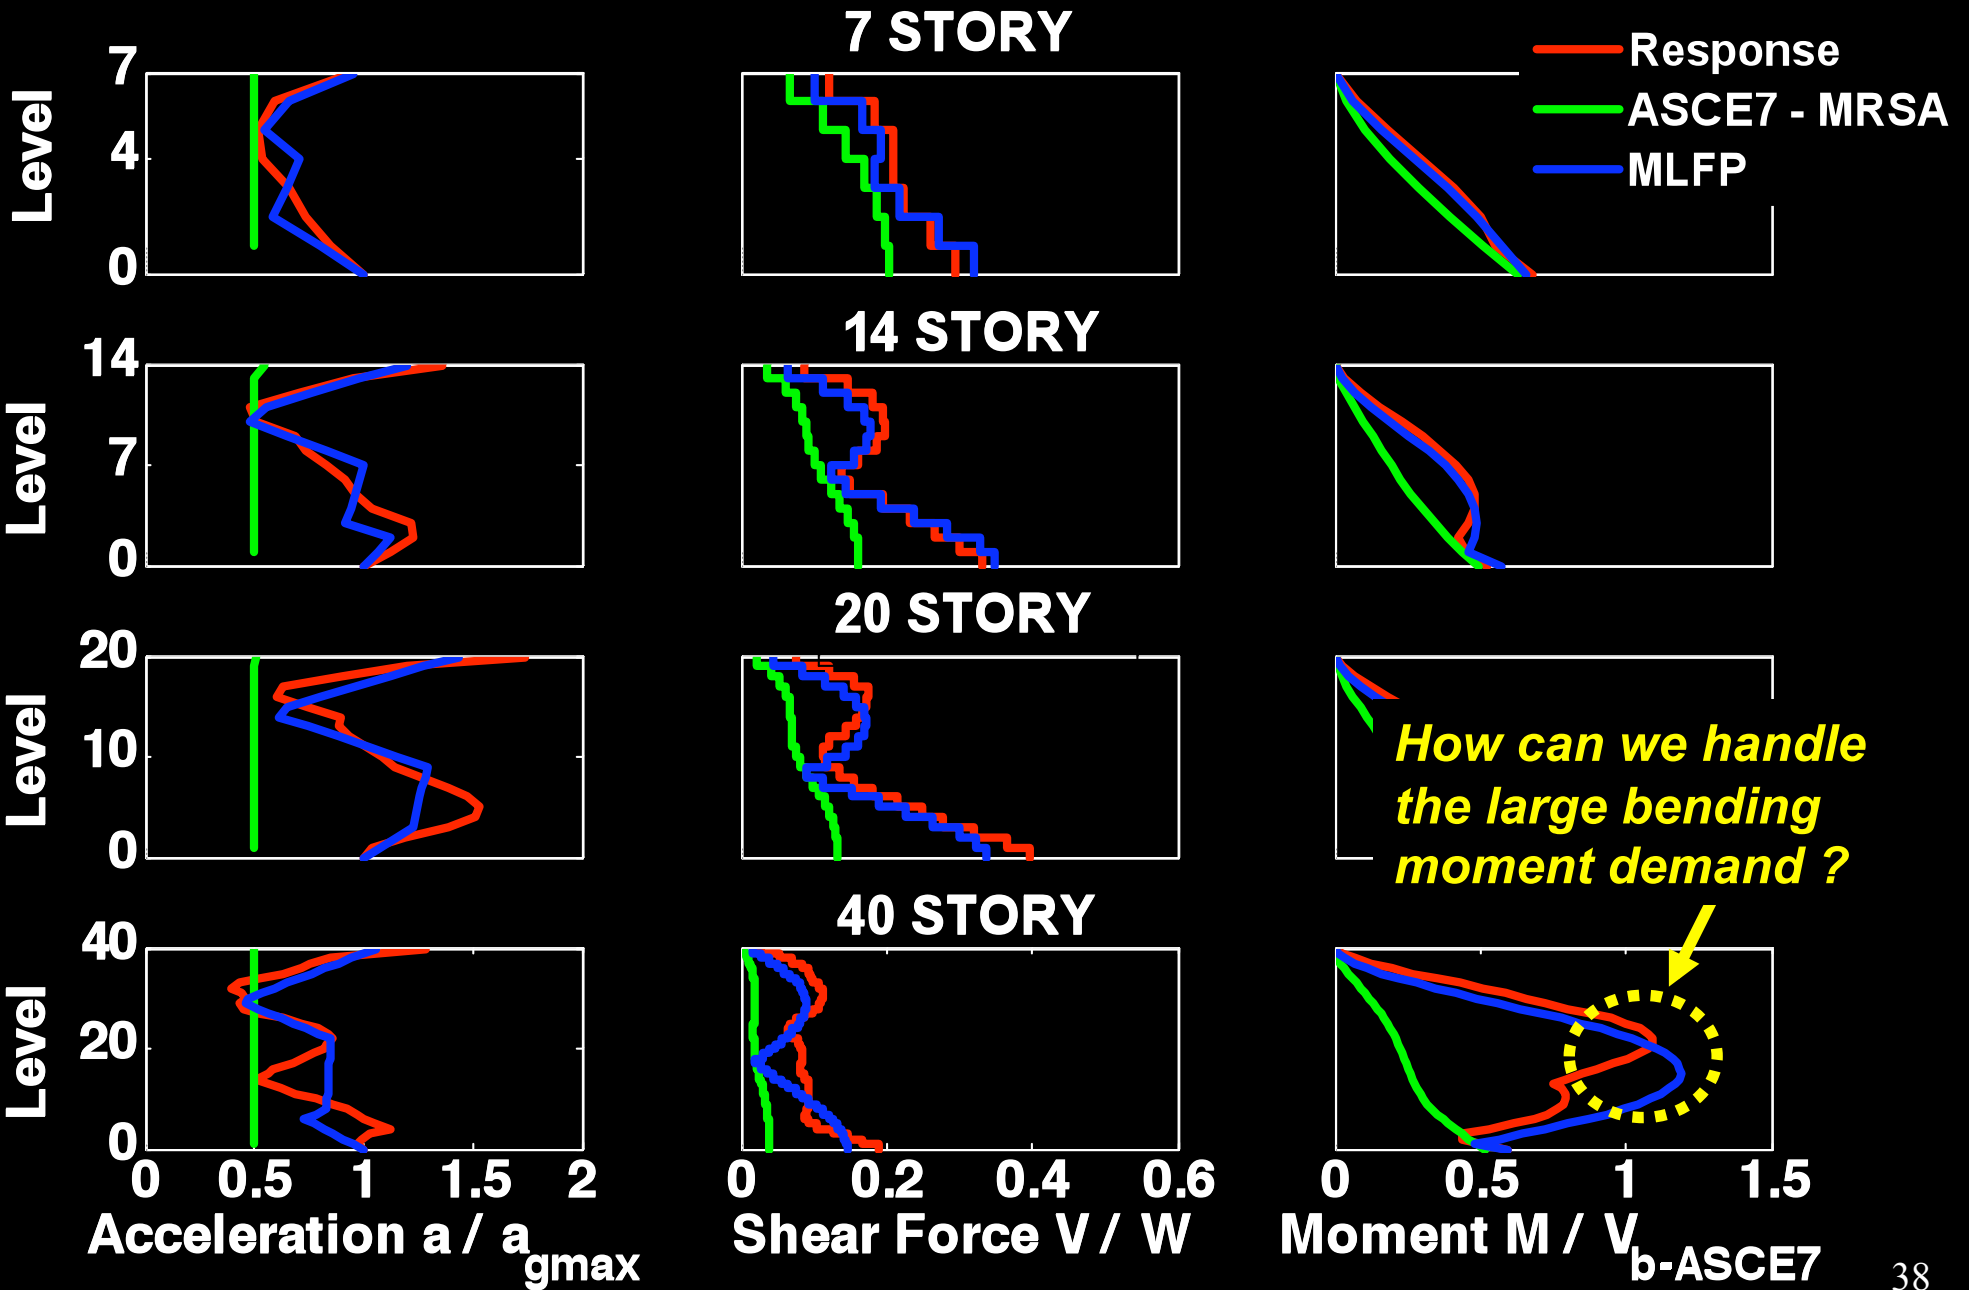 7 STORY
Response
ASCE7 - MRSA
MLFP
Level
7
4
0
14 STORY
Level
14
7
0
20 STORY
Level
20
10
0
How can we handle
the large bending
moment demand ?
40 STORY
Level
40
20
0
0 0.5 1 1.5 2
0 0.2 0.4 0.6
0 0.5 1 1.5
Acceleration a / a gmax
Shear Force V / W
Moment M / V b-ASCE7
38